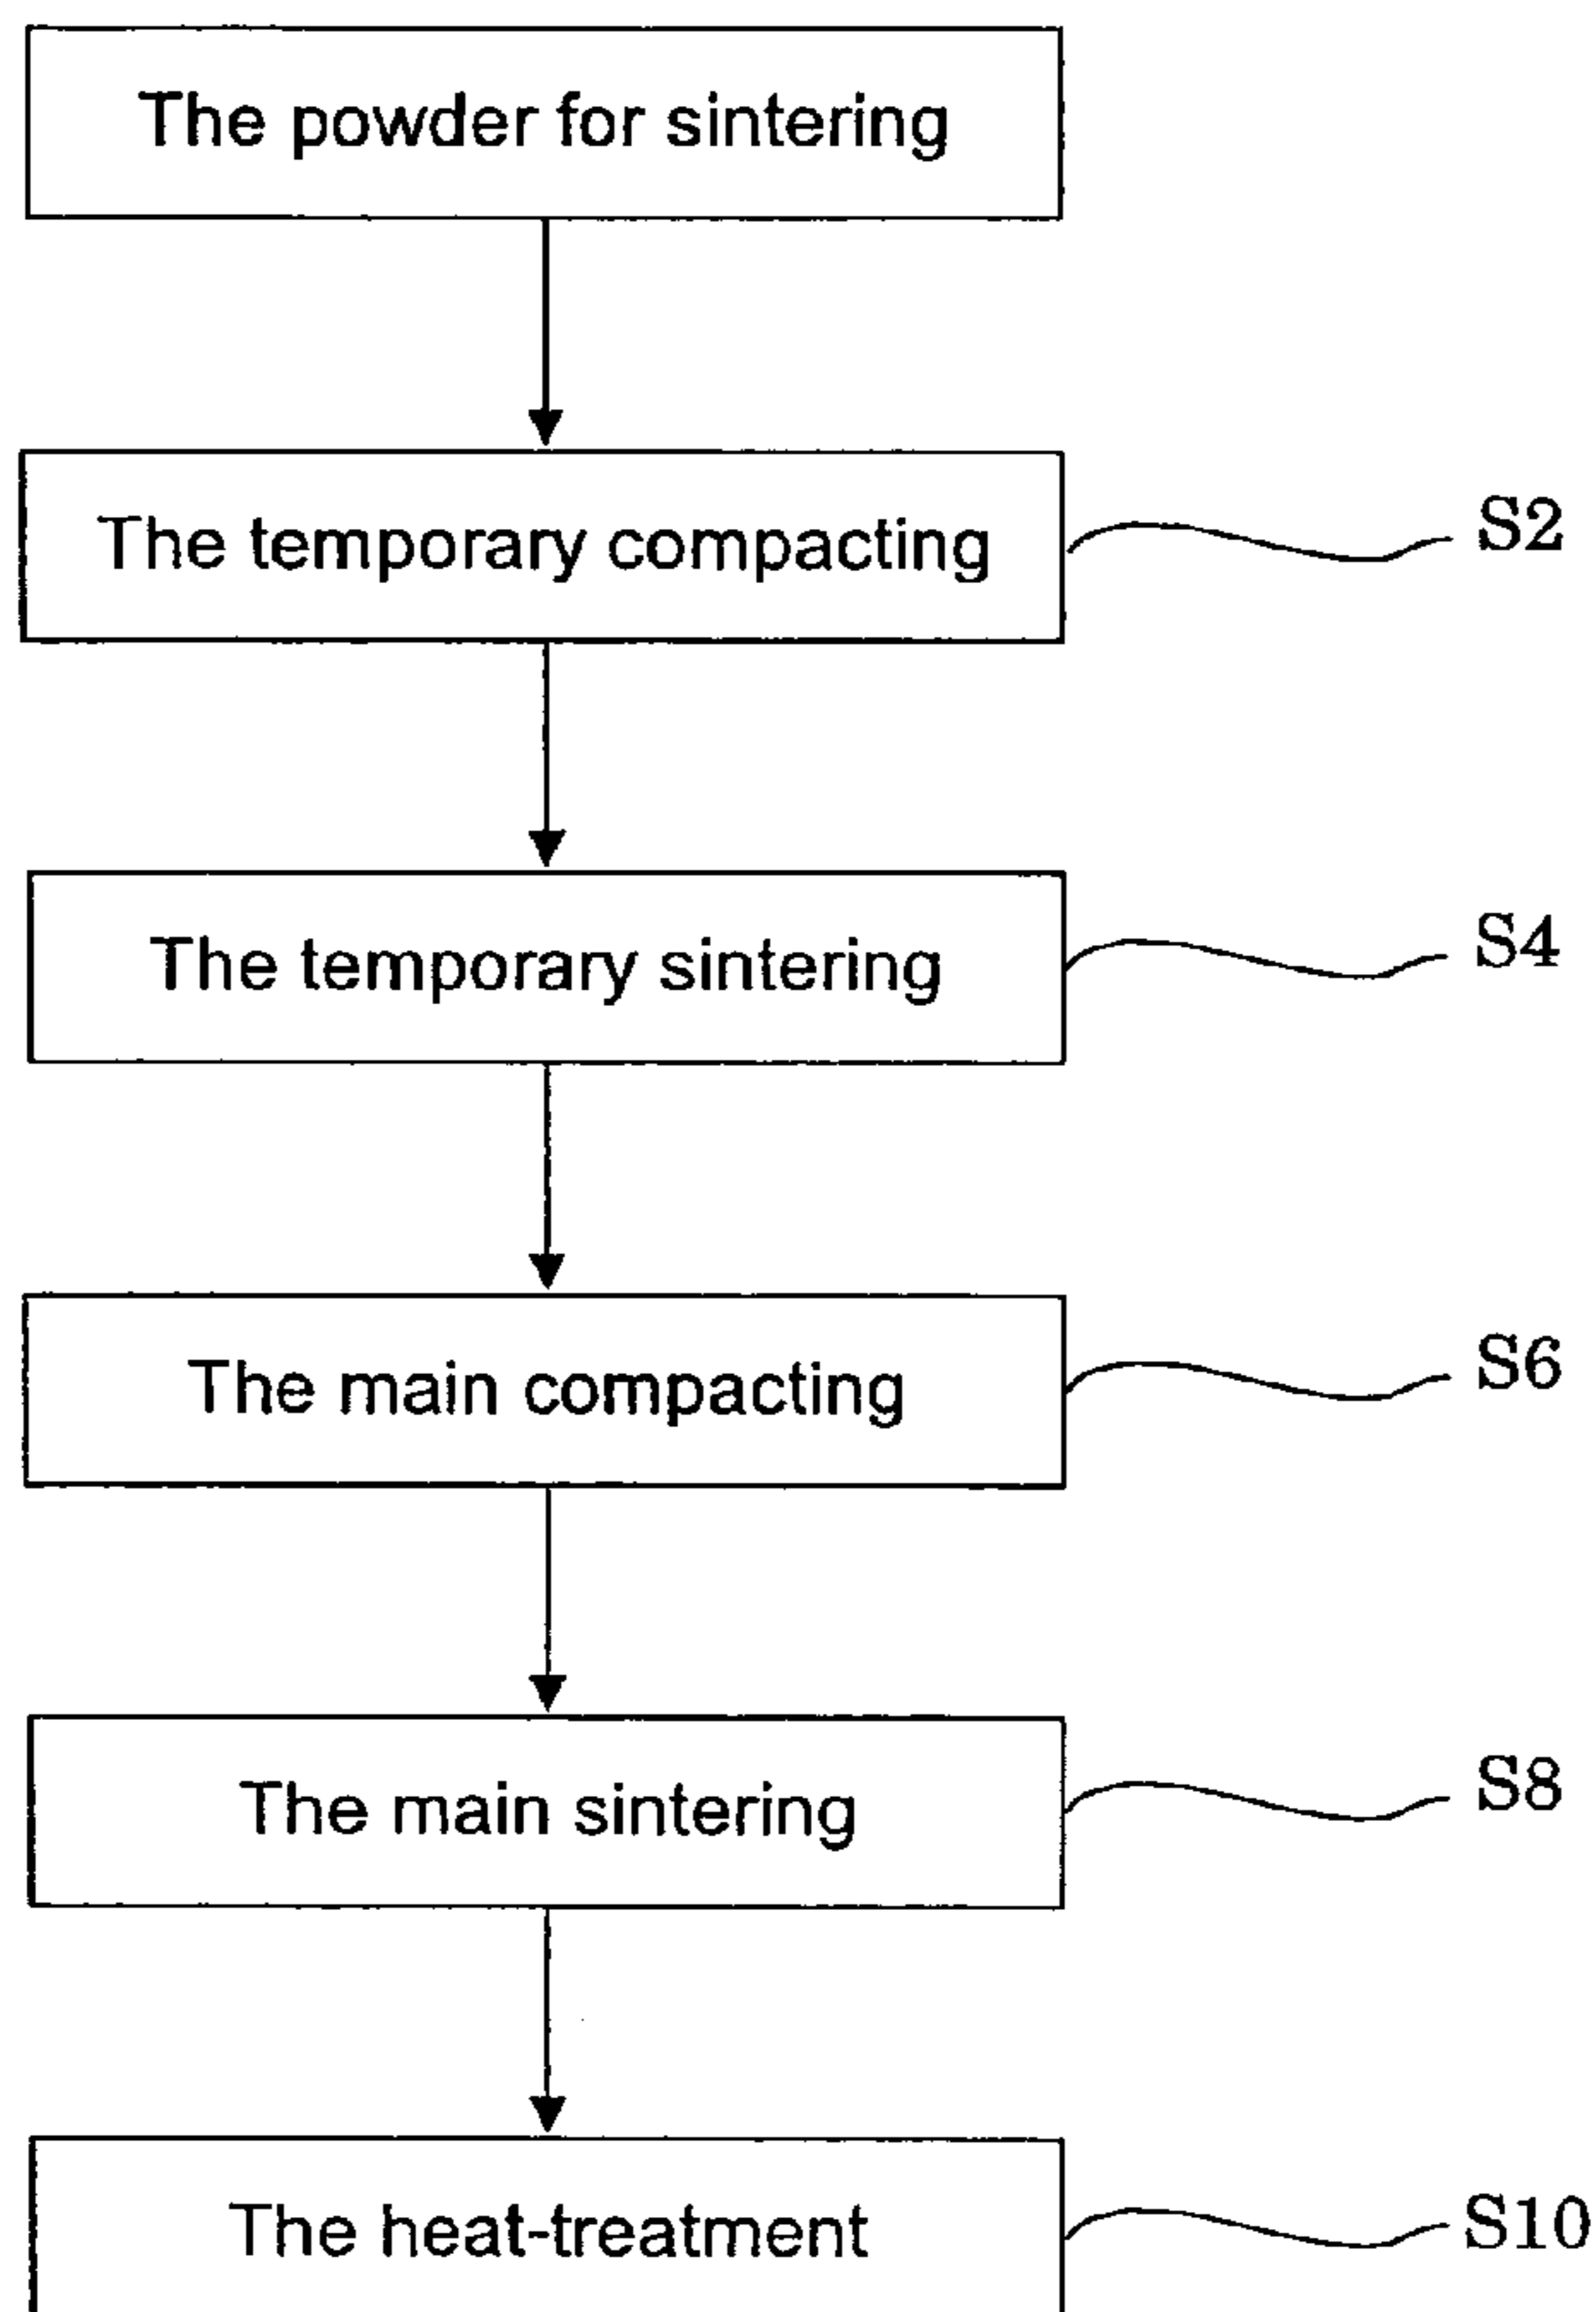 The powder for sintering
The temporary compacting
S2
The temporary sintering
S4
The main compacting
S6
The main sintering
S8
The heat-treatment
S10